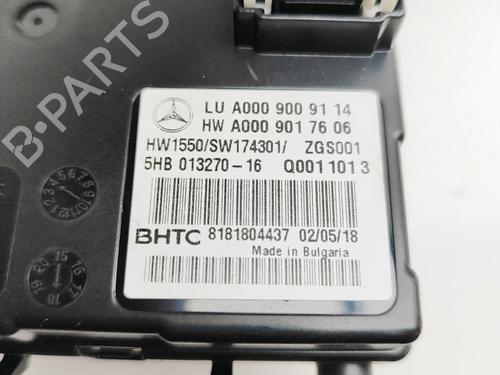 LU A000 900 91 14
HW A000 901 76 06
HW1550/SW174301/ ZGS001
5HB 013270-16 Q0011013
BHTC 8181804437 02/05/18
Made in Bulgaria
B-PARTS